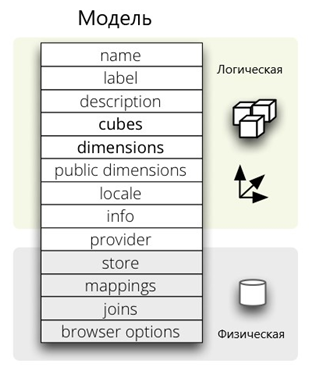 Модель
name
label
description
cubes
dimensions
public dimensions
locale
info
provider
store
mappings
joins
browser options
Логическая
Физическая